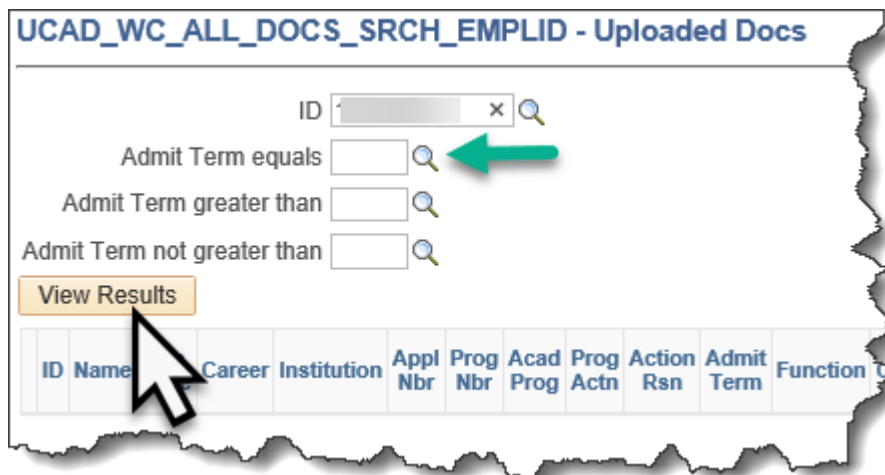 UCAD_WC_ALL_DOCS_SRCH_EMPLID - Uploaded Docs
ID
Admit Term equals
Admit Term greater than
Admit Term not greater than
View Results
ID Name Career Institution Appl Nbr Prog Nbr Acad Prog Prog Actn Action Rsn Admit Term Function